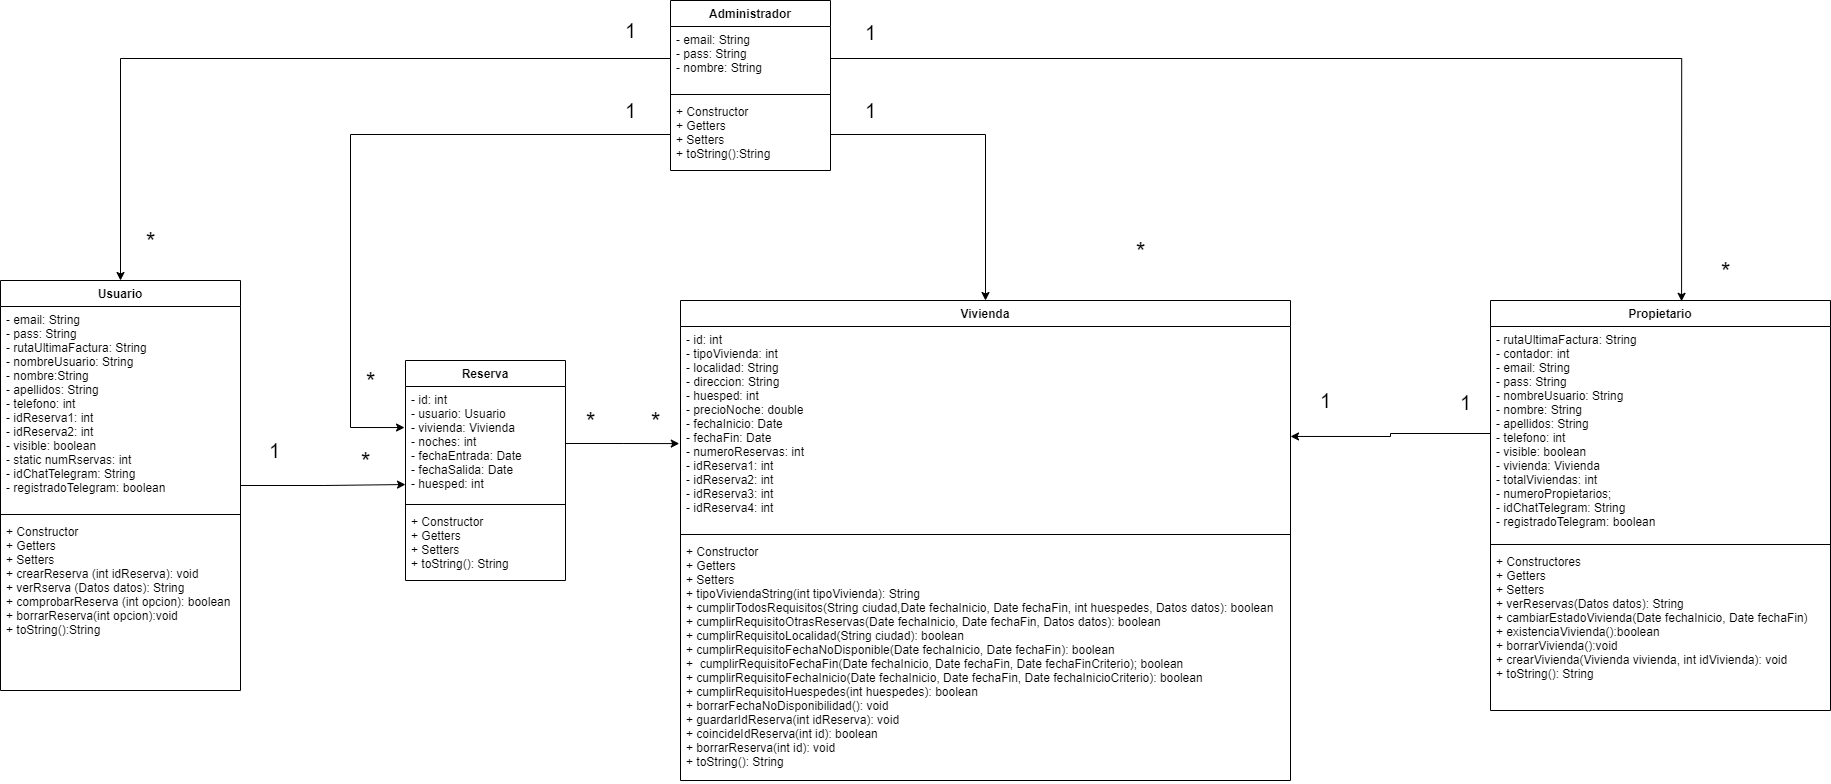 Administrador
- email: String
- pass: String
- nombre: String
+ Constructor
+ Getters
+ Setters
+ toString():String
1
1
1
1
*
*
*
Usuario
- email: String
- pass: String
- rutaUltimaFactura: String
- nombreUsuario: String
- nombre:String
- apellidos: String
- telefono: int
- idReserva1: int
- idReserva2: int
- visible: boolean
- static numRservas: int
- idChatTelegram: String
- registradoTelegram: boolean
+ Constructor
+ Getters
+ Setters
+ crearReserva (int idReserva): void
+ verRserva (Datos datos): String
+ comprobarReserva (int opcion): boolean
+ borrarReserva(int opcion):void
+ toString():String
1
*
*
Reserva
- id: int
- usuario: Usuario
- vivienda: Vivienda
- noches: int
- fechaEntrada: Date
- fechaSalida: Date
- huesped: int
+ Constructor
+ Getters
+ Setters
+ toString(): String
*
*
Vivienda
- id: int
- tipoVivienda: int
- localidad: String
- direccion: String
- huesped: int
- precioNoche: double
- fechaInicio: Date
- fechaFin: Date
- numeroReservas: int
- idReserva1: int
- idReserva2: int
- idReserva3: int
- idReserva4: int
+ Constructor
+ Getters
+ Setters
+ tipoViviendaString(int tipoVivienda): String
+ cumplirTodosRequisitos(String ciudad,Date fechaInicio, Date fechaFin, int huespedes, Datos datos): boolean
+ cumplirRequisitoOtrasReservas(Date fechaInicio, Date fechaFin, Datos datos): boolean
+ cumplirRequisitoLocalidad(String ciudad): boolean
+ cumplirRequisitoFechaNoDisponible(Date fechaInicio, Date fechaFin): boolean
+  cumplirRequisitoFechaFin(Date fechaInicio, Date fechaFin, Date fechaFinCriterio); boolean
+ cumplirRequisitoFechaInicio(Date fechaInicio, Date fechaFin, Date fechaInicioCriterio): boolean
+ cumplirRequisitoHuespedes(int huespedes): boolean
+ borrarFechaNoDisponibilidad(): void
+ guardarIdReserva(int idReserva): void
+ coincideIdReserva(int id): boolean
+ borrarReserva(int id): void
+ toString(): String
1
1
Propietario
- rutaUltimaFactura: String
- contador: int
- email: String
- pass: String
- nombreUsuario: String
- nombre: String
- apellidos: String
- telefono: int
- visible: boolean
- vivienda: Vivienda
- totalViviendas: int
- numeroPropietarios;
- idChatTelegram: String
- registradoTelegram: boolean
+ Constructores
+ Getters
+ Setters
+ verReservas(Datos datos): String
+ cambiarEstadoVivienda(Date fechaInicio, Date fechaFin)
+ existenciaVivienda():boolean
+ borrarVivienda():void
+ crearVivienda(Vivienda vivienda, int idVivienda): void
+ toString(): String